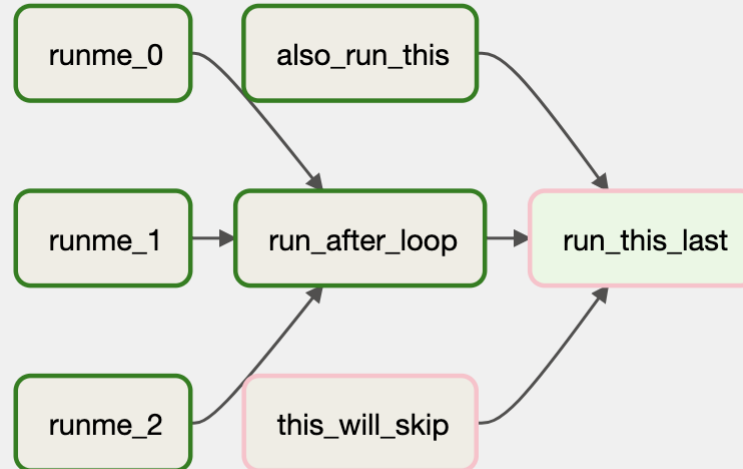 runme_0
also_run_this
runme_1
run_after_loop
run_this_last
runme_2
this_will_skip